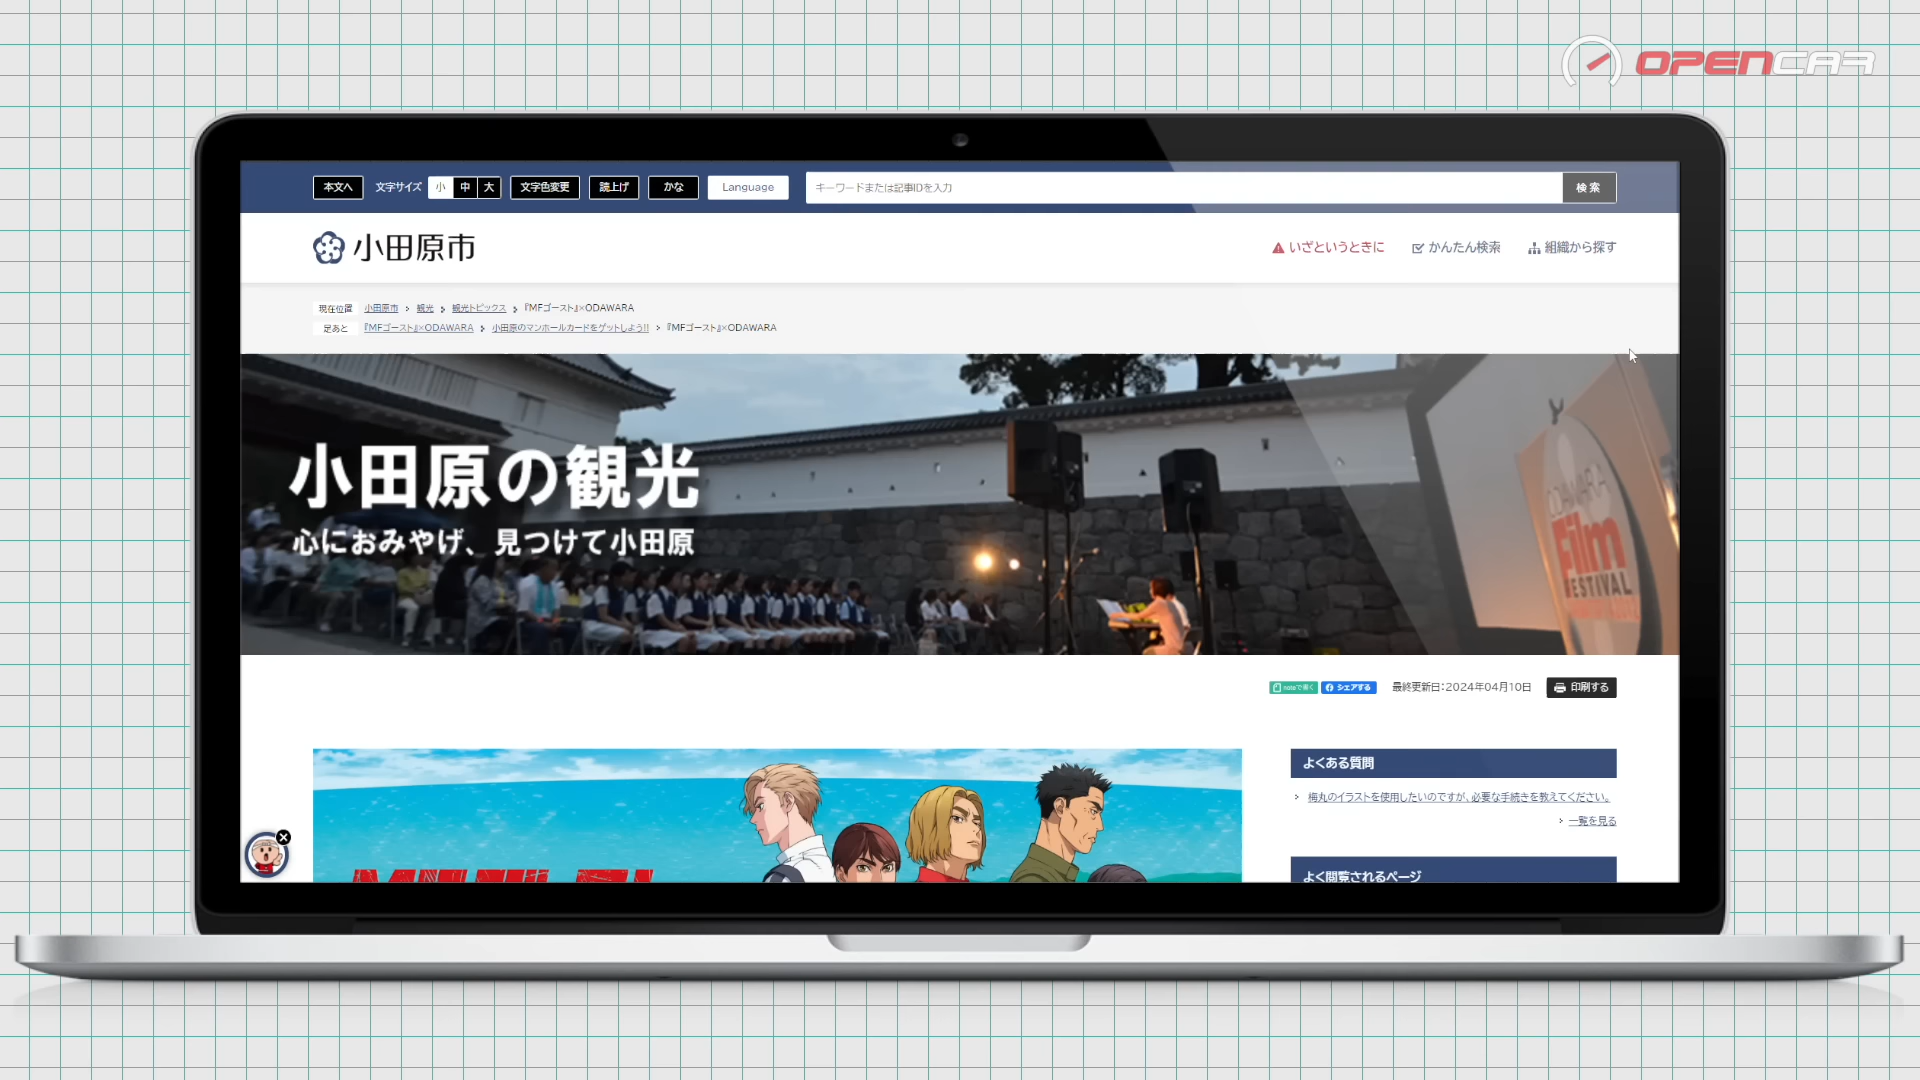 OPENCAR
本文へ 文字サイズ 小 中 大 文字色変更 読上げ かな Language キーワードまたは記事IDを入力 検索
小田原市
いざというときに かんたん検索 組織から探す
現在位置 小田原市 > 観光 > 観光トピックス > 『MFゴースト』×ODAWARA
足あと 『MFゴースト』×ODAWARA > 小田原のマンホールカードをゲットしよう!! > 『MFゴースト』×ODAWARA
小田原の観光
心におみやげ、見つけて小田原
ODAWARA
Film
FESTIVAL
noteで書く シェアする 最終更新日:2024年04月10日 印刷する
よくある質問
> 梅丸のイラストを使用したいのですが、必要な手続きを教えてください。
> 一覧を見る
よく閲覧されるページ